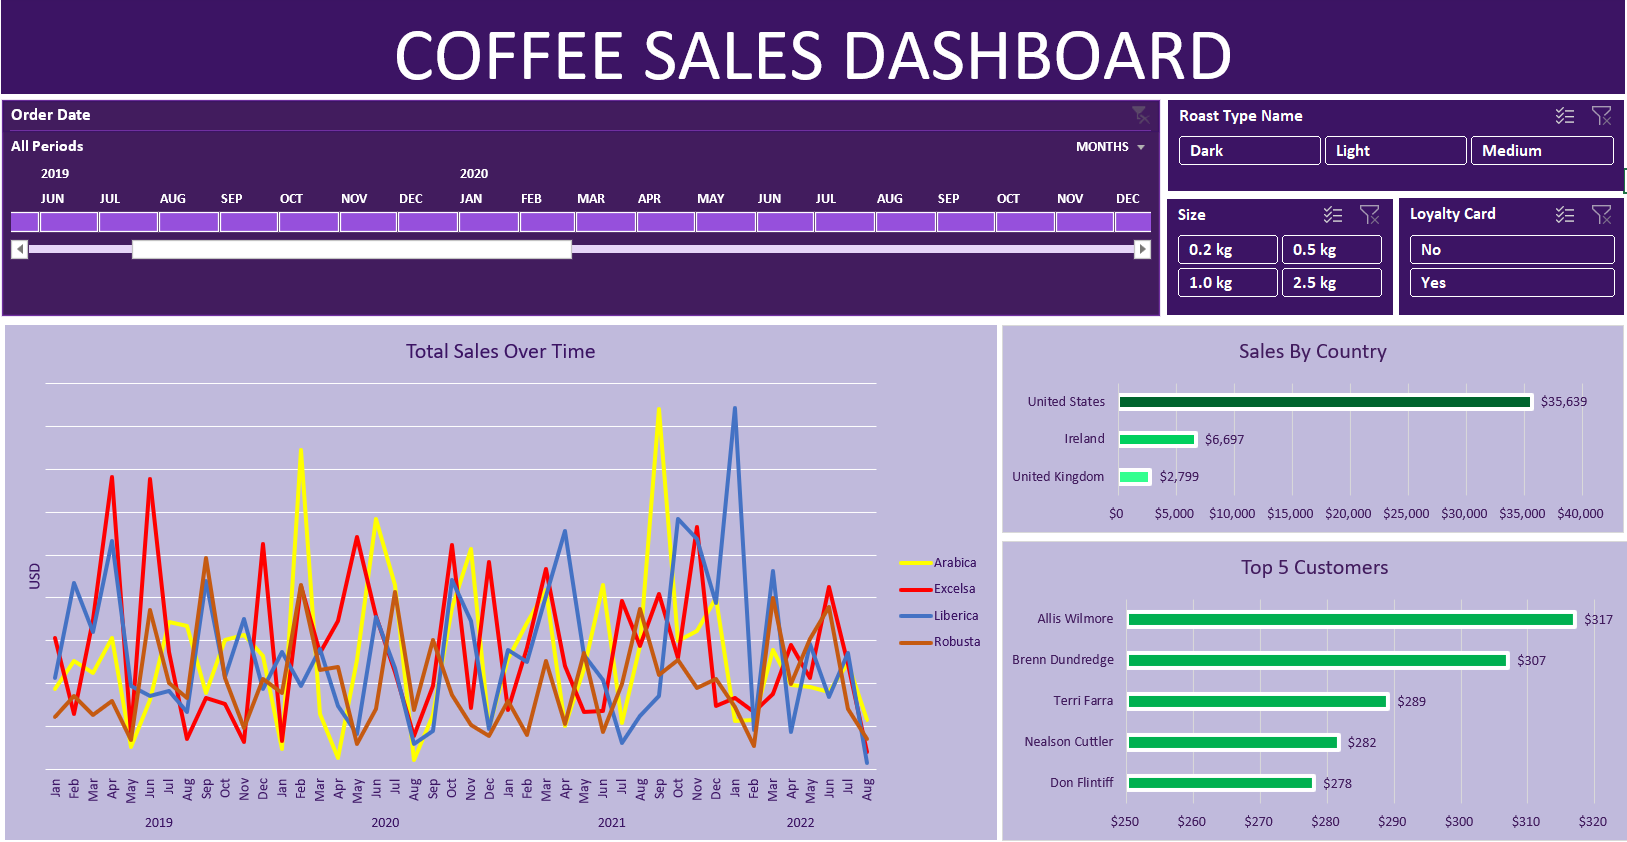 COFFEE SALES DASHBOARD
Order Date
All Periods
MONTHS
2019 2020
JUN JUL AUG SEP OCT NOV DEC JAN FEB MAR APR MAY JUN JUL AUG SEP OCT NOV DEC
Roast Type Name
Dark Light Medium
Size
0.2 kg 0.5 kg
1.0 kg 2.5 kg
Loyalty Card
No
Yes
Total Sales Over Time
USD
Arabica
Excelsa
Liberica
Robusta
Jan Feb Mar Apr May Jun Jul Aug Sep Oct Nov Dec Jan Feb Mar Apr May Jun Jul Aug Sep Oct Nov Dec Jan Feb Mar Apr May Jun Jul Aug Sep Oct Nov Dec Jan Feb Mar Apr May Jun Jul Aug
2019 2020 2021 2022
Sales By Country
United States $35,639
Ireland $6,697
United Kingdom $2,799
$0 $5,000 $10,000 $15,000 $20,000 $25,000 $30,000 $35,000 $40,000
Top 5 Customers
Allis Wilmore $317
Brenn Dundredge $307
Terri Farra $289
Nealson Cuttler $282
Don Flintiff $278
$250 $260 $270 $280 $290 $300 $310 $320